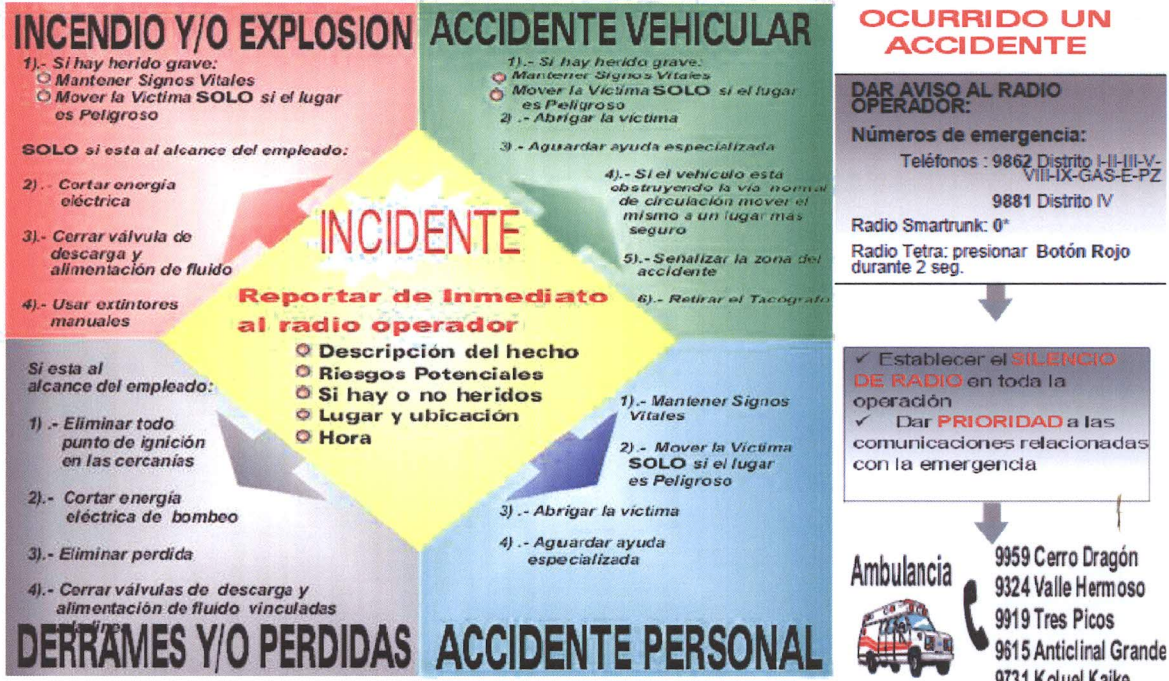 INCENDIO Y/O EXPLOSION
1).- Si hay herido grave:
Mantener Signos Vitales
Mover la Victima SOLO si el lugar
es Peligroso
SOLO si esta al alcance del empleado:
2) .- Cortar energía
eléctrica
3).- Cerrar válvula de
descarga y
alimentación de fluido
4).- Usar extintores
manuales
ACCIDENTE VEHICULAR
1).- Si hay herido grave:
Mantener Signos Vitales
Mover la Víctima SOLO si el lugar
es Peligroso
2) .- Abrigar la víctima
3).- Aguardar ayuda especializada
4).- Si el vehículo está
obstruyendo la vía normal
de circulación mover el
mismo a un lugar más
seguro
5).- Señalizar la zona del
accidente
6).- Retirar el Tacógrafo
INCIDENTE
Reportar de Inmediato
al radio operador
Descripción del hecho
Riesgos Potenciales
Si hay o no heridos
Lugar y ubicación
Hora
Si esta al
alcance del empleado:
1) .- Eliminar todo
punto de ignición
en las cercanías
2).- Cortar energía
eléctrica de bombeo
3).- Eliminar perdida
4).- Cerrar válvulas de descarga y
alimentación de fluido vinculadas
DERRAMES Y/O PERDIDAS
1).- Mantener Signos
Vitales
2).- Mover la Victima
SOLO si el lugar
es Peligroso
3) .- Abrigar la víctima
4) .- Aguardar ayuda
especializada
ACCIDENTE PERSONAL
OCURRIDO UN
ACCIDENTE
DAR AVISO AL RADIO
OPERADOR:
Números de emergencia:
Teléfonos : 9862 Distrito I-II-III-V-
VIII-IX-GAS-E-PZ
9881 Distrito IV
Radio Smartrunk: 0*
Radio Tetra: presionar Botón Rojo
durante 2 seg.
✓ Establecer el SILENCIO
DE RADIO en toda la
operación
✓ Dar PRIORIDAD a las
comunicaciones relacionadas
con la emergencia
Ambulancia
9959 Cerro Dragón
9324 Valle Hermoso
9919 Tres Picos
9615 Anticlinal Grande
9731 Koluel Kaike